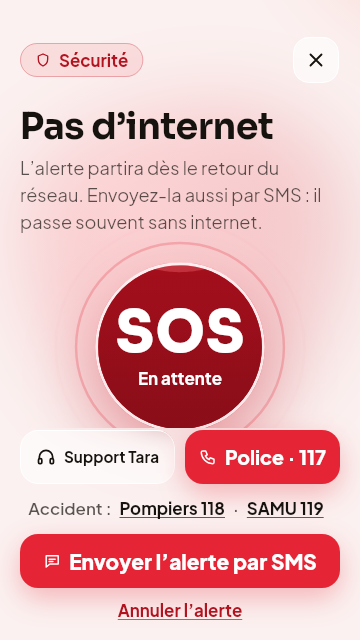 Sécurité
Pas d’internet
L’alerte partira dès le retour du
réseau. Envoyez-la aussi par SMS : il
passe souvent sans internet.
SOS
En attente
Support Tara
Police · 117
Accident : Pompiers 118 · SAMU 119
Envoyer l’alerte par SMS
Annuler l’alerte